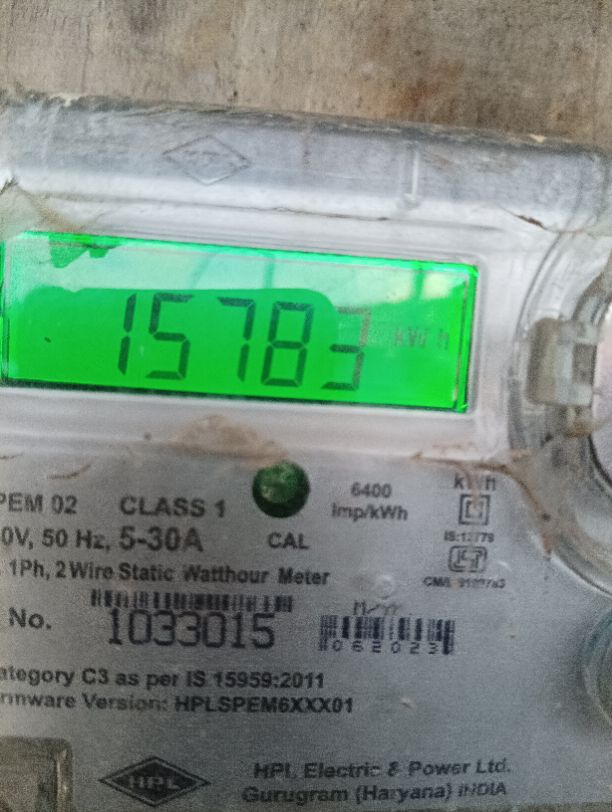 15783 kWh
PEM 02 CLASS 1
6400
imp/kWh
kWh
0V, 50 Hz, 5-30A
CAL
IS:13779
1Ph, 2 Wire Static Watthour Meter
M/Yr
No. 1033015
062023
ategory C3 as per IS 15959:2011
rmware Version: HPLSPEM6XXX01
HPL
HPL Electric & Power Ltd.
Gurugram (Haryana) INDIA